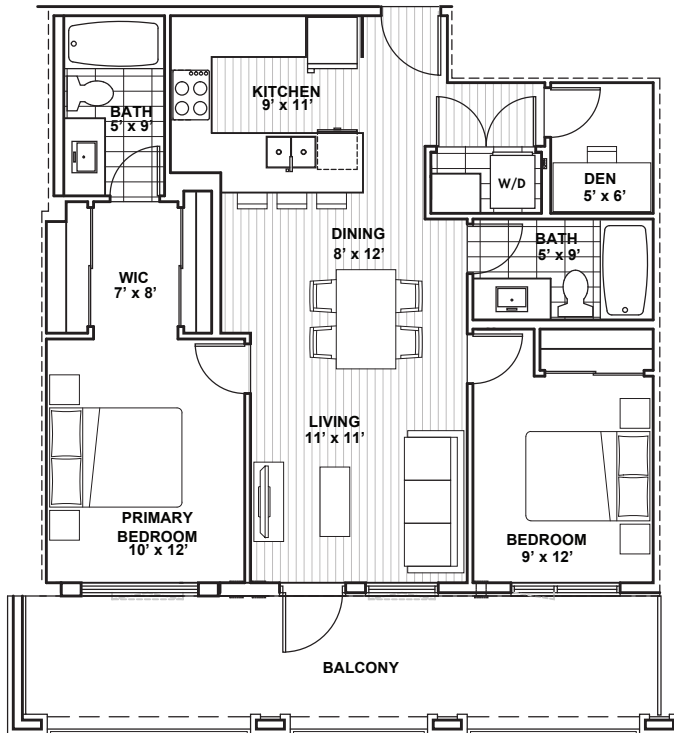 KITCHEN
9’ x 11’
BATH
5’ x 9’
W/D
DEN
5’ x 6’
DINING
8’ x 12’
BATH
5’ x 9’
WIC
7’ x 8’
LIVING
11’ x 11’
PRIMARY
BEDROOM
10’ x 12’
BEDROOM
9’ x 12’
BALCONY